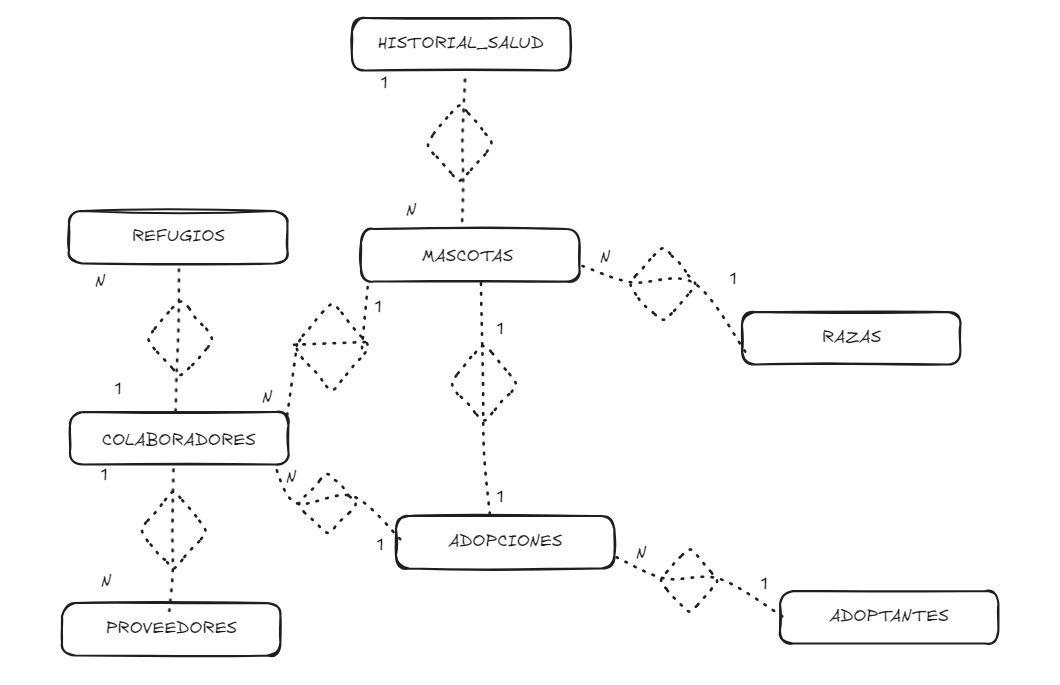 HISTORIAL_SALUD
1
N
REFUGIOS
MASCOTAS
N
N
1
1
1
RAZAS
1
N
COLABORADORES
1
N
1
ADOPCIONES
1
N
N
1
PROVEEDORES
ADOPTANTES